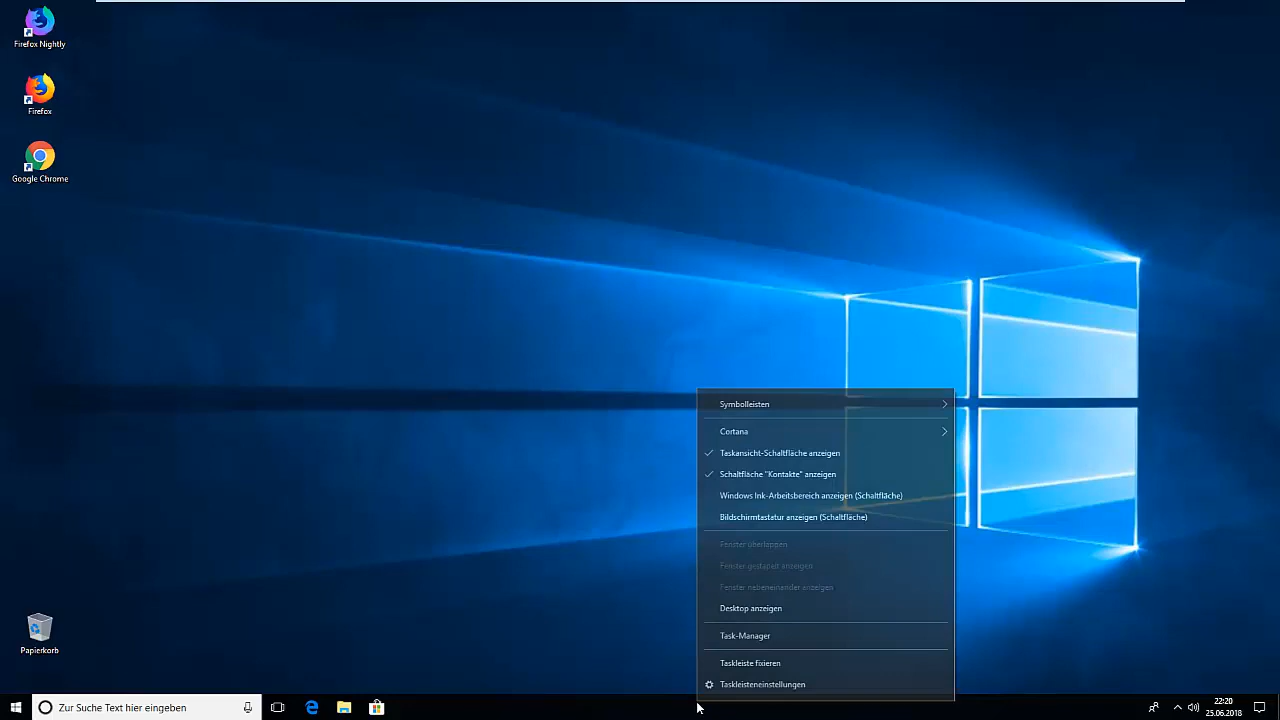 Firefox Nightly
Firefox
Google Chrome
Symbolleisten
Cortana
Taskansicht-Schaltfläche anzeigen
Schaltfläche "Kontakte" anzeigen
Windows Ink-Arbeitsbereich anzeigen (Schaltfläche)
Bildschirmtastatur anzeigen (Schaltfläche)
Fenster überlappen
Fenster gestapelt anzeigen
Fenster nebeneinander anzeigen
Desktop anzeigen
Task-Manager
Taskleiste fixieren
Taskleisteneinstellungen
Papierkorb
Zur Suche Text hier eingeben
22:20
25.06.2018